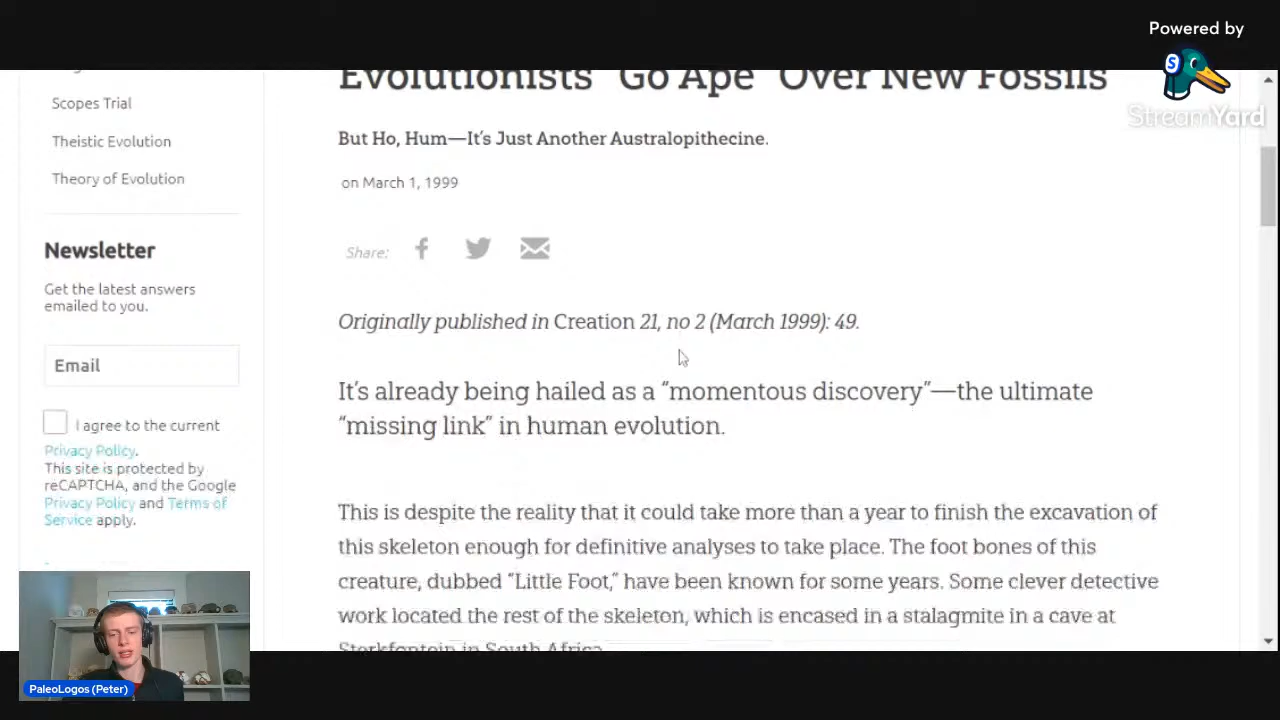 Powered by
StreamYard
Evolutionists "Go Ape" Over New Fossils
Scopes Trial
Theistic Evolution
Theory of Evolution
But Ho, Hum—It's Just Another Australopithecine.
on March 1, 1999
Share:
Originally published in Creation 21, no 2 (March 1999): 49.
It's already being hailed as a "momentous discovery"—the ultimate
"missing link" in human evolution.
This is despite the reality that it could take more than a year to finish the excavation of
this skeleton enough for definitive analyses to take place. The foot bones of this
creature, dubbed "Little Foot," have been known for some years. Some clever detective
work located the rest of the skeleton, which is encased in a stalagmite in a cave at
Sterkfontein in South Africa.
Newsletter
Get the latest answers
emailed to you.
Email
I agree to the current
Privacy Policy.
This site is protected by
reCAPTCHA, and the Google
Privacy Policy and Terms of
Service apply.
PaleoLogos (Peter)